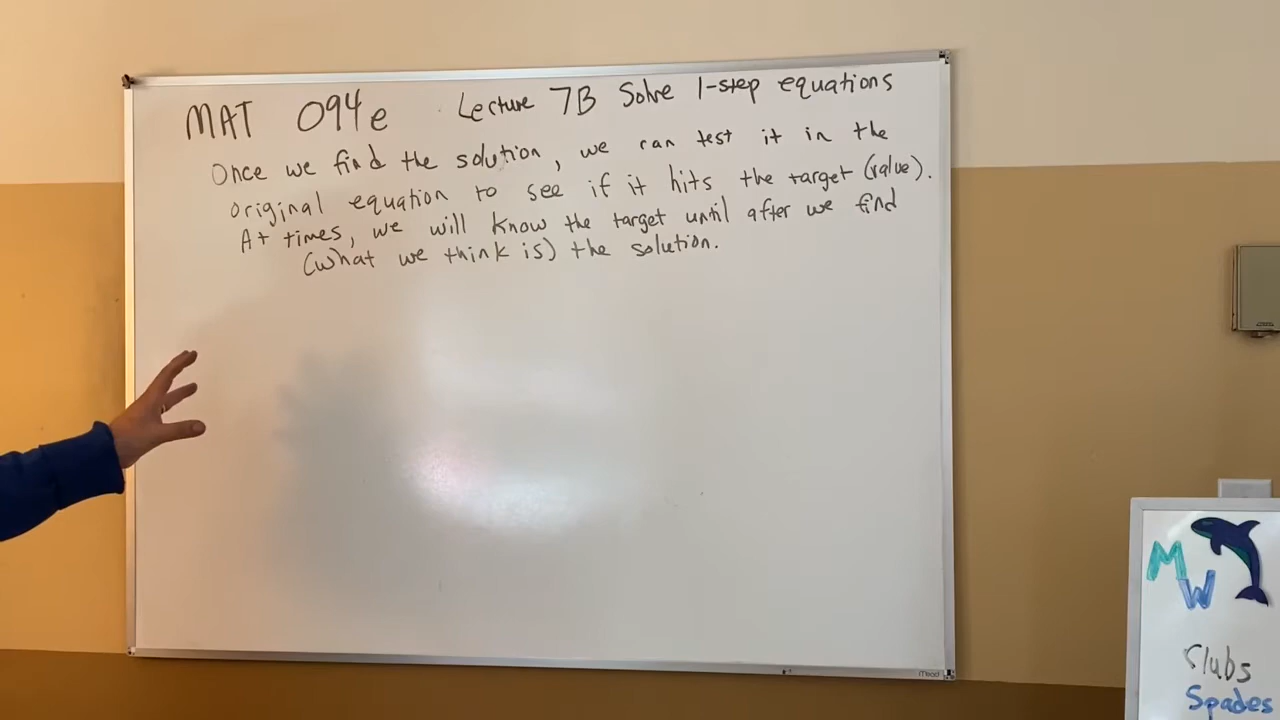 MAT 094e Lecture 7B Solve 1-step equations
Once we find the solution, we can test it in the
original equation to see if it hits the target (value).
At times, we will know the target until after we find
(what we think is) the solution.
Mead
M
W
Clubs
Spades